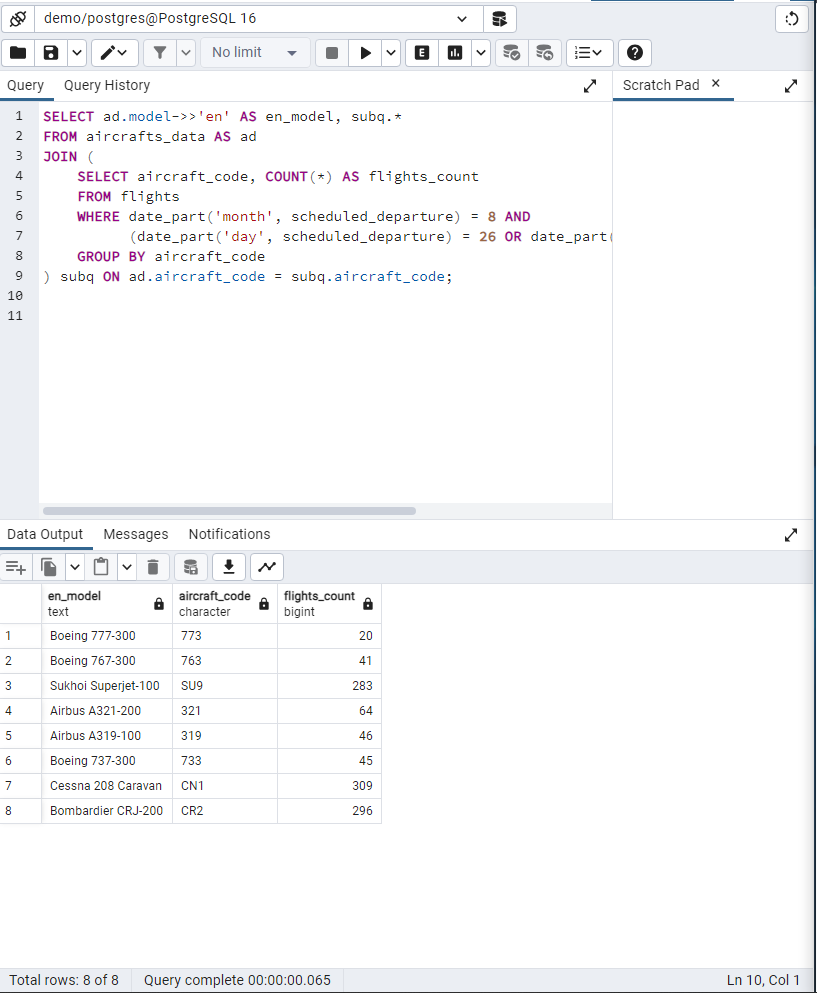 demo/postgres@PostgreSQL 16
No limit
E
Query Query History
Scratch Pad
1 SELECT ad.model->>'en' AS en_model, subq.*
2 FROM aircrafts_data AS ad
3 JOIN (
4 SELECT aircraft_code, COUNT(*) AS flights_count
5 FROM flights
6 WHERE date_part('month', scheduled_departure) = 8 AND
7 (date_part('day', scheduled_departure) = 26 OR date_part(
8 GROUP BY aircraft_code
9 ) subq ON ad.aircraft_code = subq.aircraft_code;
10
11
Data Output Messages Notifications
en_model aircraft_code flights_count
text character bigint
1 Boeing 777-300 773 20
2 Boeing 767-300 763 41
3 Sukhoi Superjet-100 SU9 283
4 Airbus A321-200 321 64
5 Airbus A319-100 319 46
6 Boeing 737-300 733 45
7 Cessna 208 Caravan CN1 309
8 Bombardier CRJ-200 CR2 296
Total rows: 8 of 8 Query complete 00:00:00.065 Ln 10, Col 1